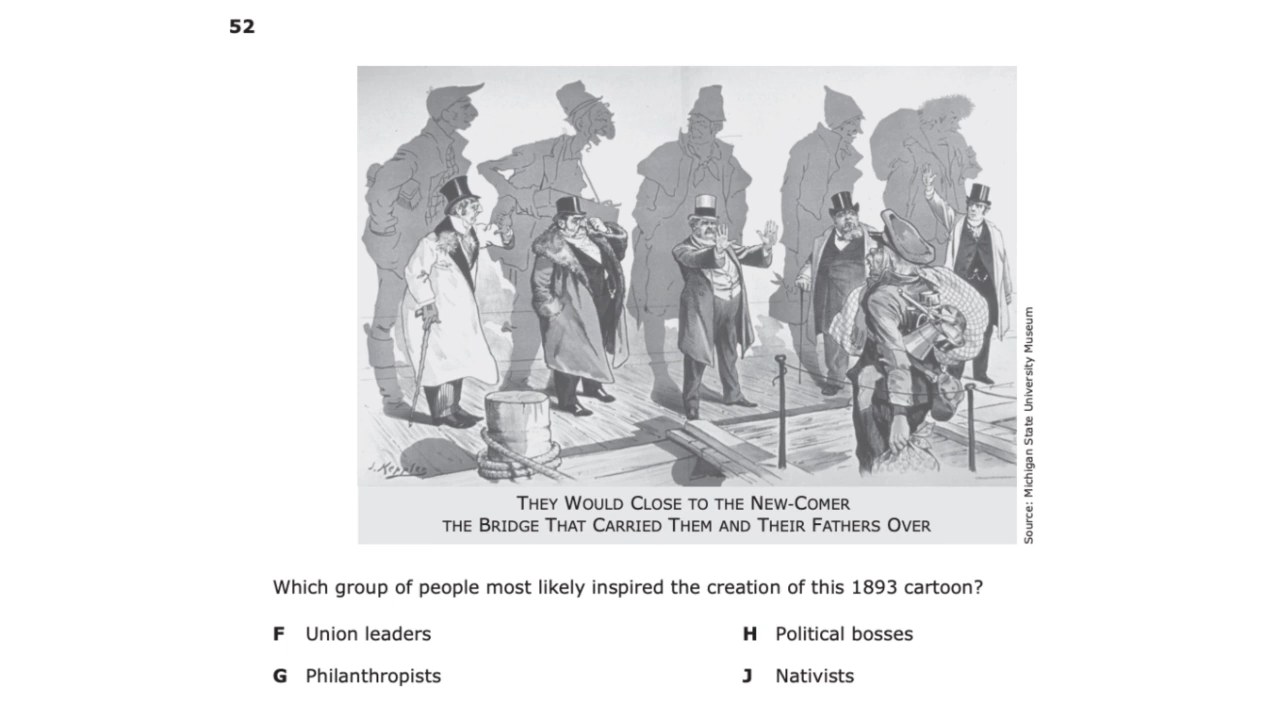 52
J. Keppler
THEY WOULD CLOSE TO THE NEW-COMER
THE BRIDGE THAT CARRIED THEM AND THEIR FATHERS OVER
Source: Michigan State University Museum
Which group of people most likely inspired the creation of this 1893 cartoon?
F Union leaders
G Philanthropists
H Political bosses
J Nativists